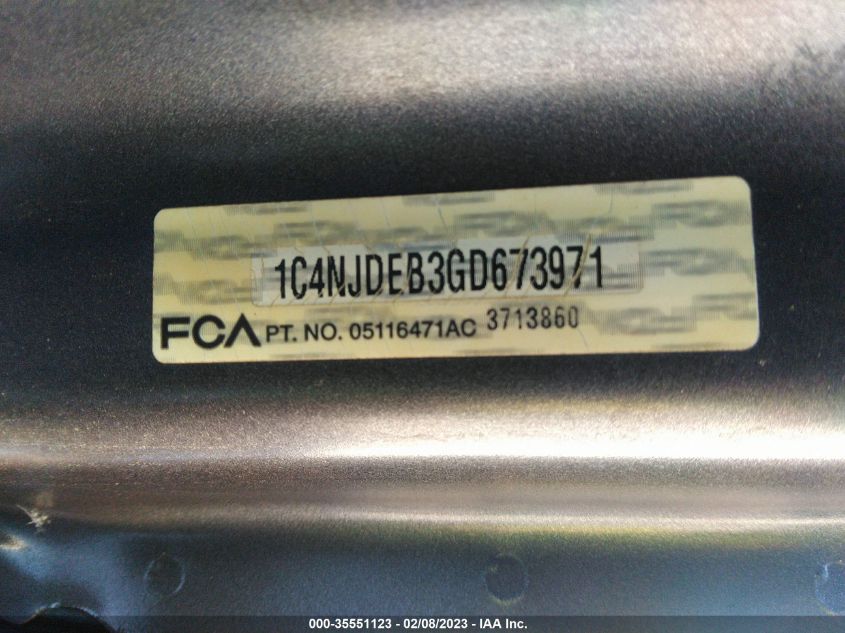 1C4NJDEB3GD673971
FCA PT. NO. 05116471AC 3713860
000-35551123 - 02/08/2023 - IAA Inc.